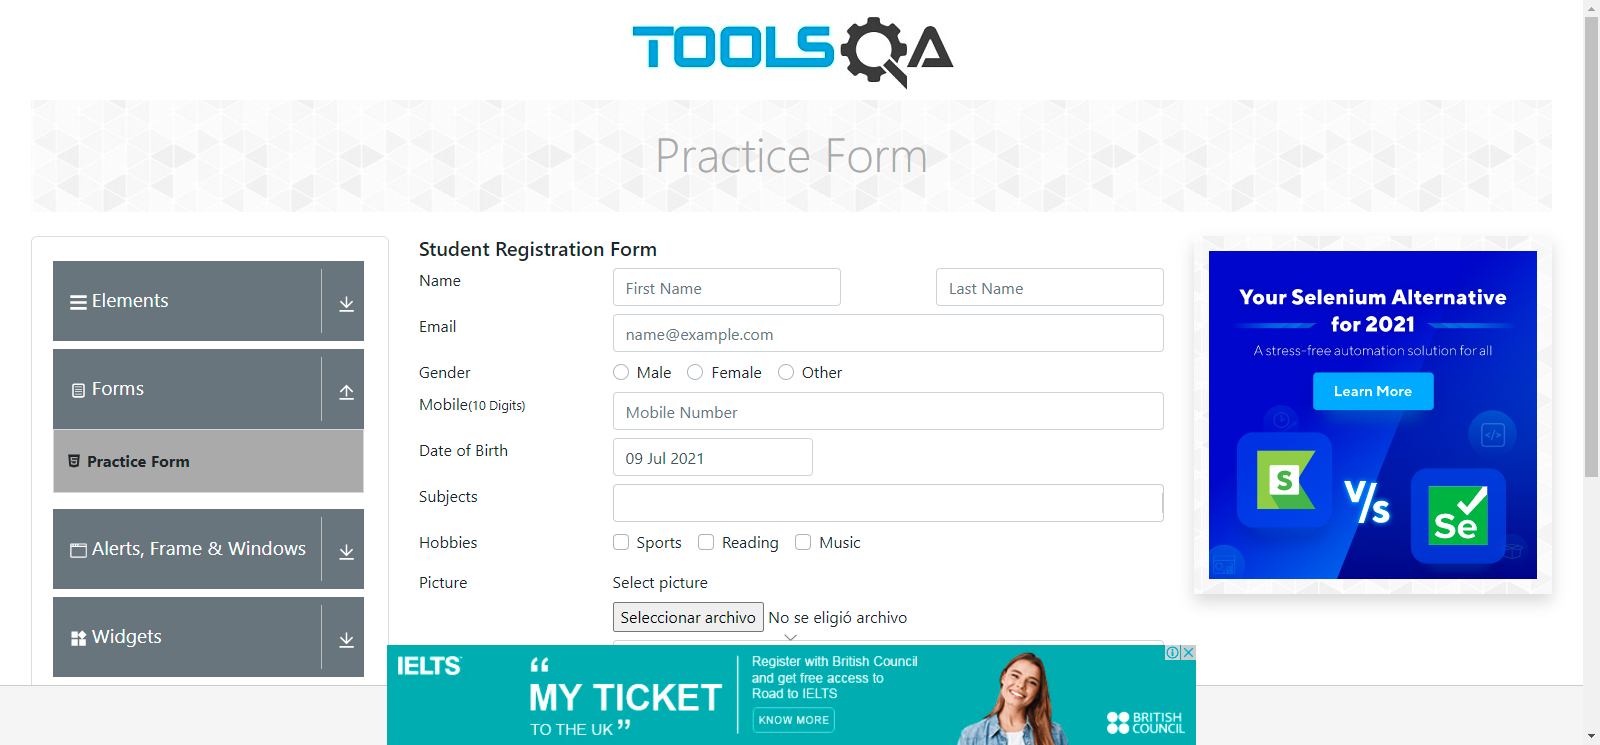 TOOLSQA
Practice Form
Elements
Forms
Practice Form
Alerts, Frame & Windows
Widgets
Student Registration Form
Name
First Name
Last Name
Email
name@example.com
Gender
Male
Female
Other
Mobile(10 Digits)
Mobile Number
Date of Birth
09 Jul 2021
Subjects
Hobbies
Sports
Reading
Music
Picture
Select picture
Seleccionar archivo
No se eligió archivo
Your Selenium Alternative
for 2021
A stress-free automation solution for all
Learn More
S
V/s
Se
IELTS
“
MY TICKET
TO THE UK ”
Register with British Council
and get free access to
Road to IELTS
KNOW MORE
BRITISH
COUNCIL